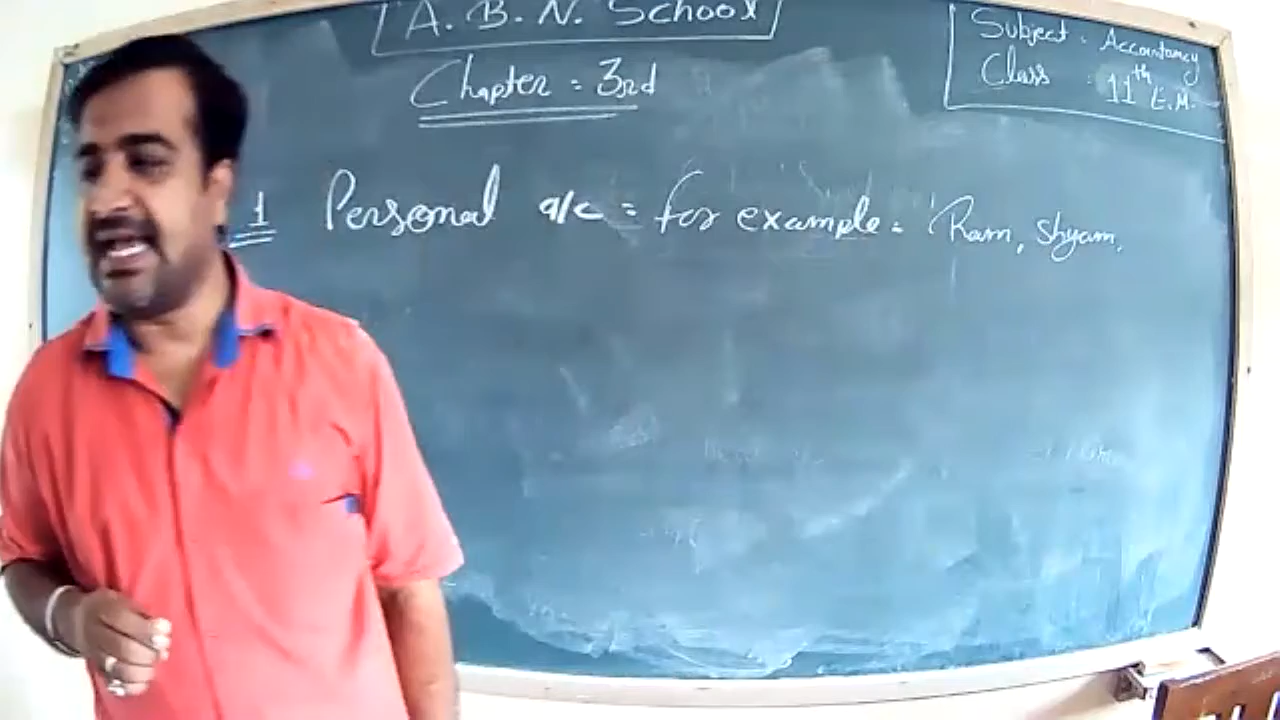 A. B. N. School
Subject : Accountancy
Class : 11th E.M.
Chapter = 3rd
1 Personal a/c = for example = Ram, shyam,